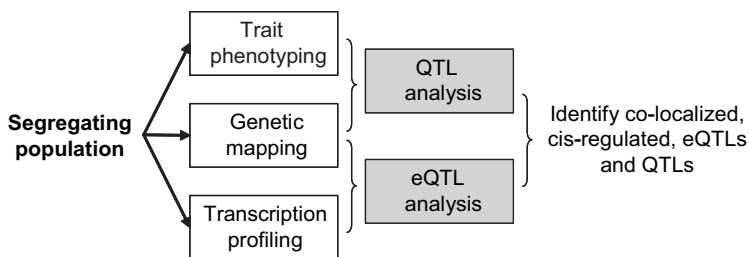 Segregating
population
Trait
phenotyping
Genetic
mapping
Transcription
profiling
QTL
analysis
eQTL
analysis
Identify co-localized,
cis-regulated, eQTLs
and QTLs